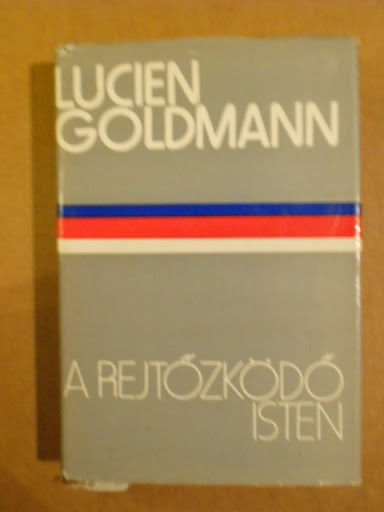 LUCIEN
GOLDMANN
A REJTŐZKÖDŐ
ISTEN